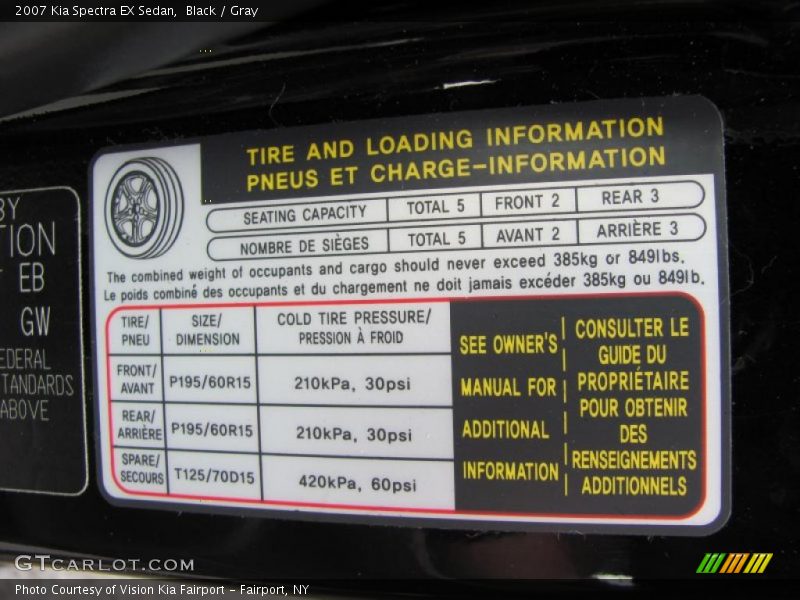 2007 Kia Spectra EX Sedan, Black / Gray
BY
TION
EB
GW
EDERAL
TANDARDS
ABOVE
TIRE AND LOADING INFORMATION
PNEUS ET CHARGE-INFORMATION
SEATING CAPACITY TOTAL 5 FRONT 2 REAR 3
NOMBRE DE SIÈGES TOTAL 5 AVANT 2 ARRIÈRE 3
The combined weight of occupants and cargo should never exceed 385kg or 849lbs.
Le poids combiné des occupants et du chargement ne doit jamais excéder 385kg ou 849lb.
TIRE/
PNEU
SIZE/
DIMENSION
COLD TIRE PRESSURE/
PRESSION À FROID
FRONT/
AVANT
P195/60R15
210kPa, 30psi
REAR/
ARRIÈRE
P195/60R15
210kPa, 30psi
SPARE/
SECOURS
T125/70D15
420kPa, 60psi
SEE OWNER'S
MANUAL FOR
ADDITIONAL
INFORMATION
CONSULTER LE
GUIDE DU
PROPRIÉTAIRE
POUR OBTENIR
DES
RENSEIGNEMENTS
ADDITIONNELS
GTCARLOT.COM
Photo Courtesy of Vision Kia Fairport - Fairport, NY